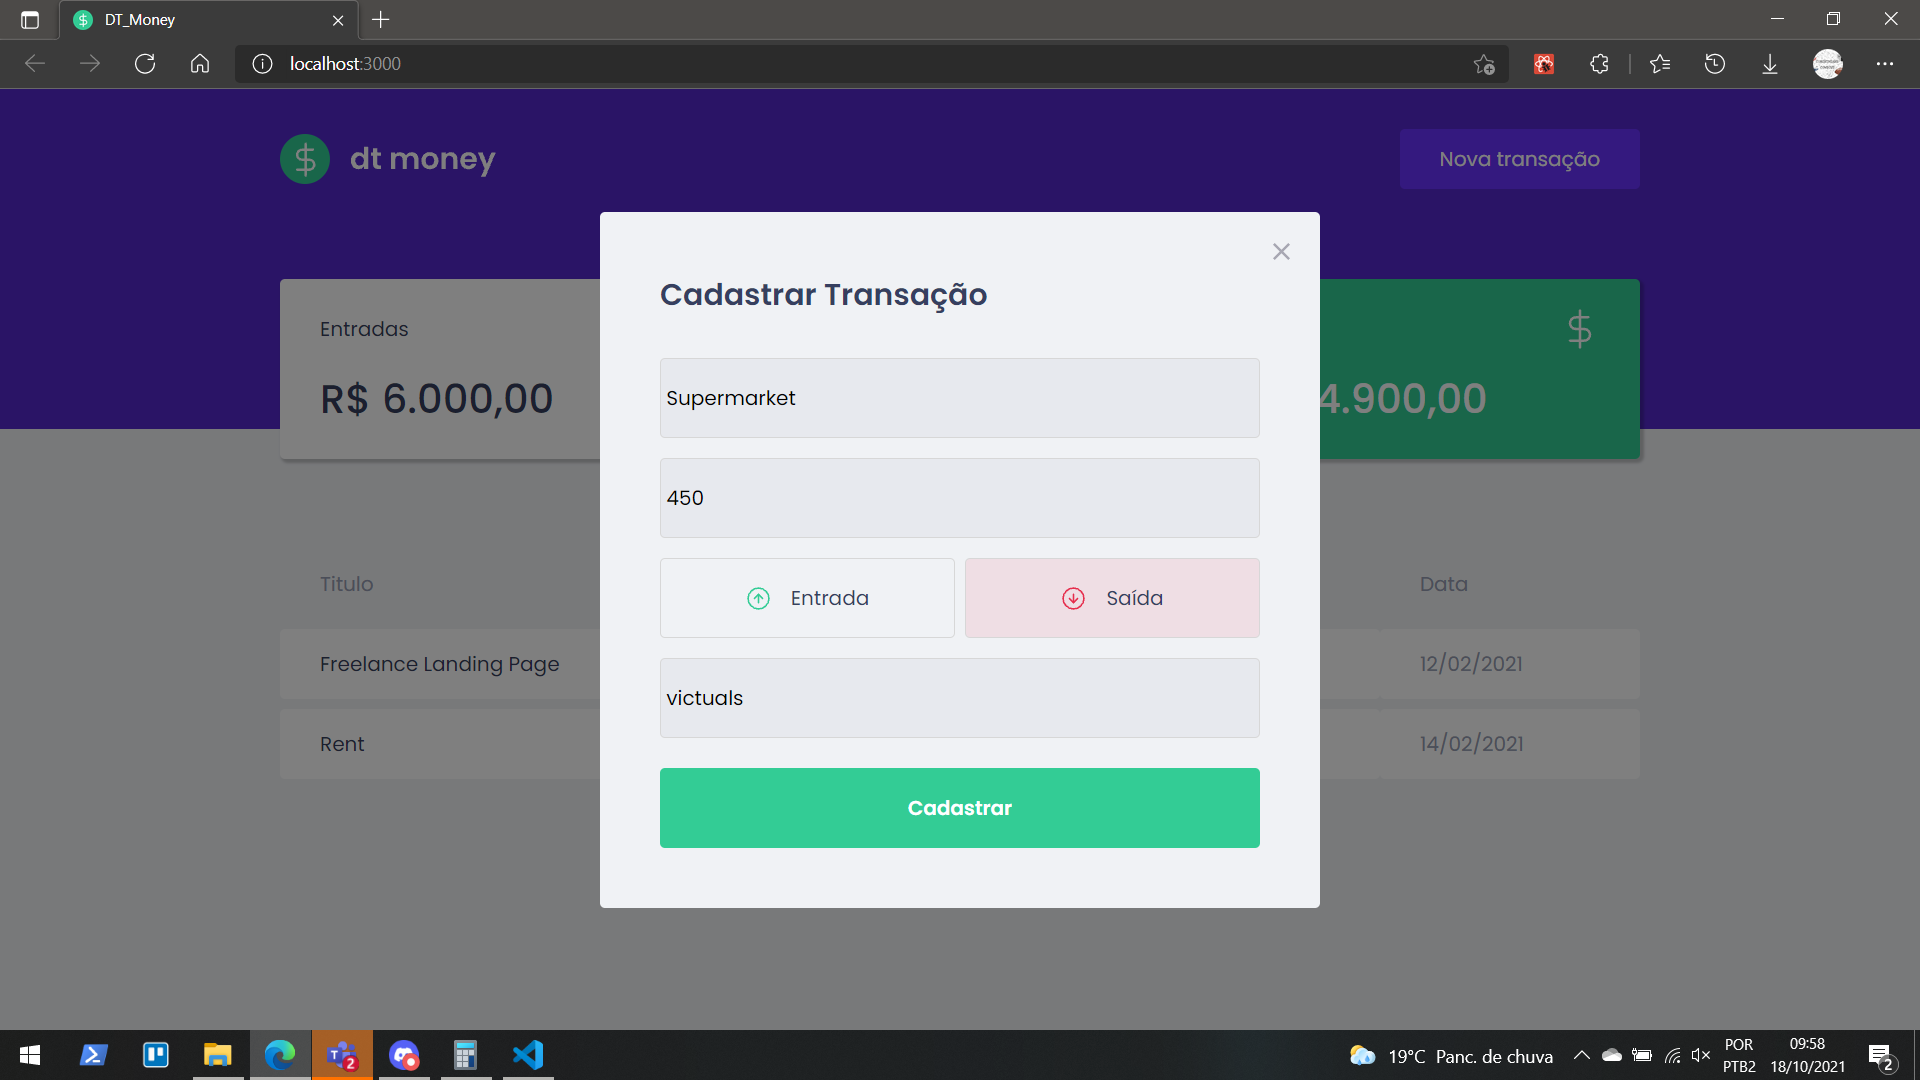 DT_Money
localhost:3000
dt money
Nova transação
Cadastrar Transação
Entradas
R$ 6.000,00
4.900,00
Supermarket
450
Entrada
Saída
Titulo
Data
Freelance Landing Page
12/02/2021
victuals
Rent
14/02/2021
Cadastrar
19°C Panc. de chuva
POR
PTB2
09:58
18/10/2021
2
2